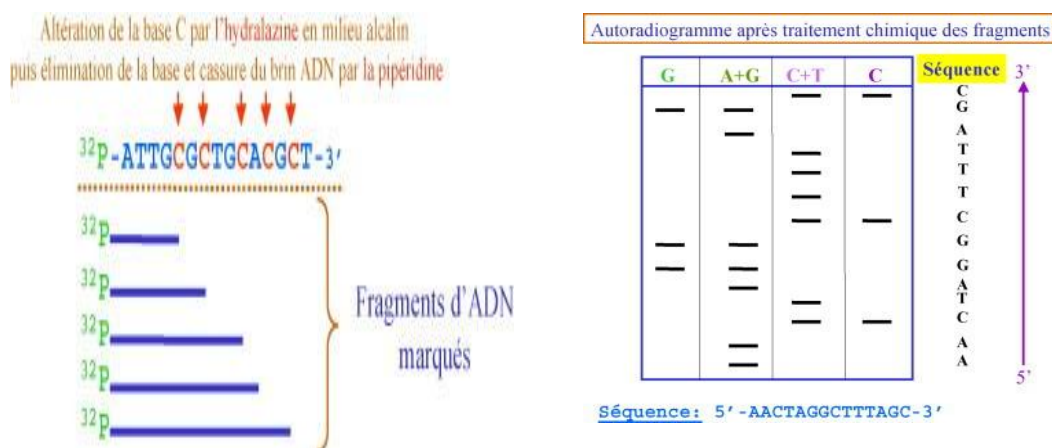 Altération de la base C par l'hydralazine en milieu alcalin
puis élimination de la base et cassure du brin ADN par la pipéridine
32P-ATTGCGCTGCACGCT-3'
32P
32P
32P
32P
32P
Fragments d'ADN
marqués
Autoradiogramme après traitement chimique des fragments
G A+G C+T C Séquence 3'
C
G
A
T
T
T
C
G
G
A
T
C
A
A
5'
Séquence: 5'-AACTAGGCTTTAGC-3'